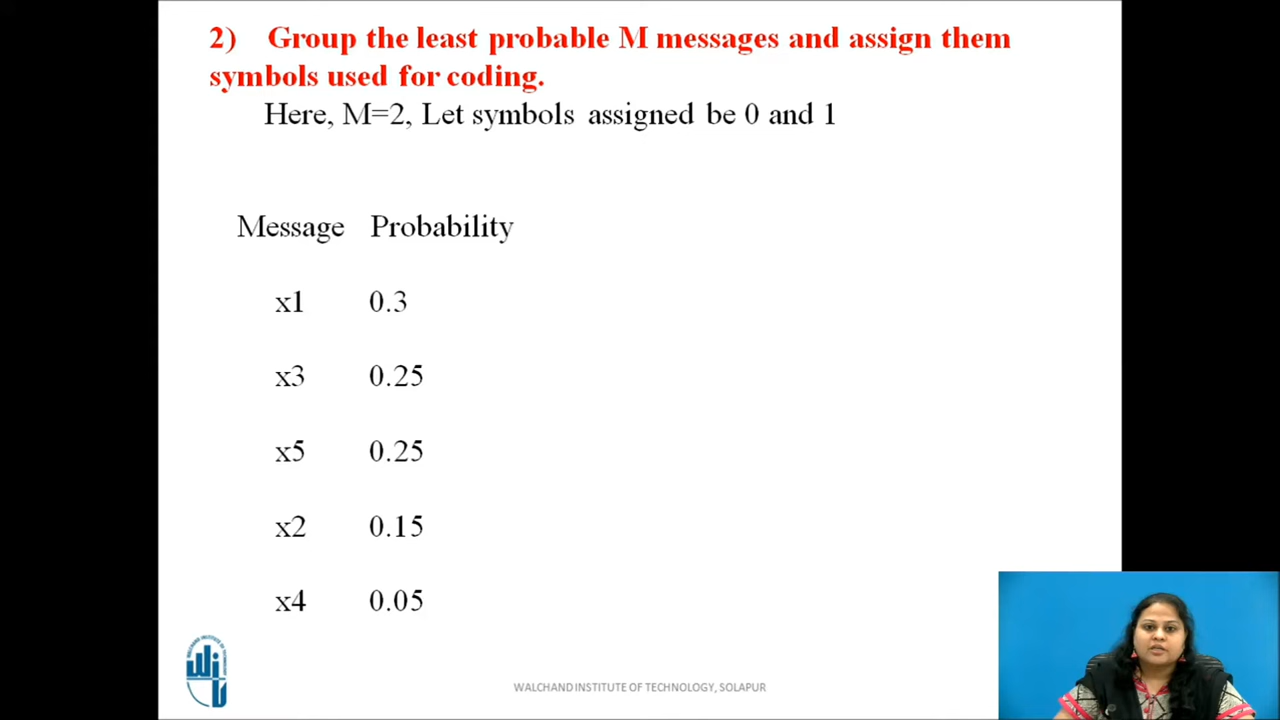 2) Group the least probable M messages and assign them
symbols used for coding.
Here, M=2, Let symbols assigned be 0 and 1
Message Probability
x1 0.3
x3 0.25
x5 0.25
x2 0.15
x4 0.05
WALCHAND INSTITUTE OF TECHNOLOGY, SOLAPUR